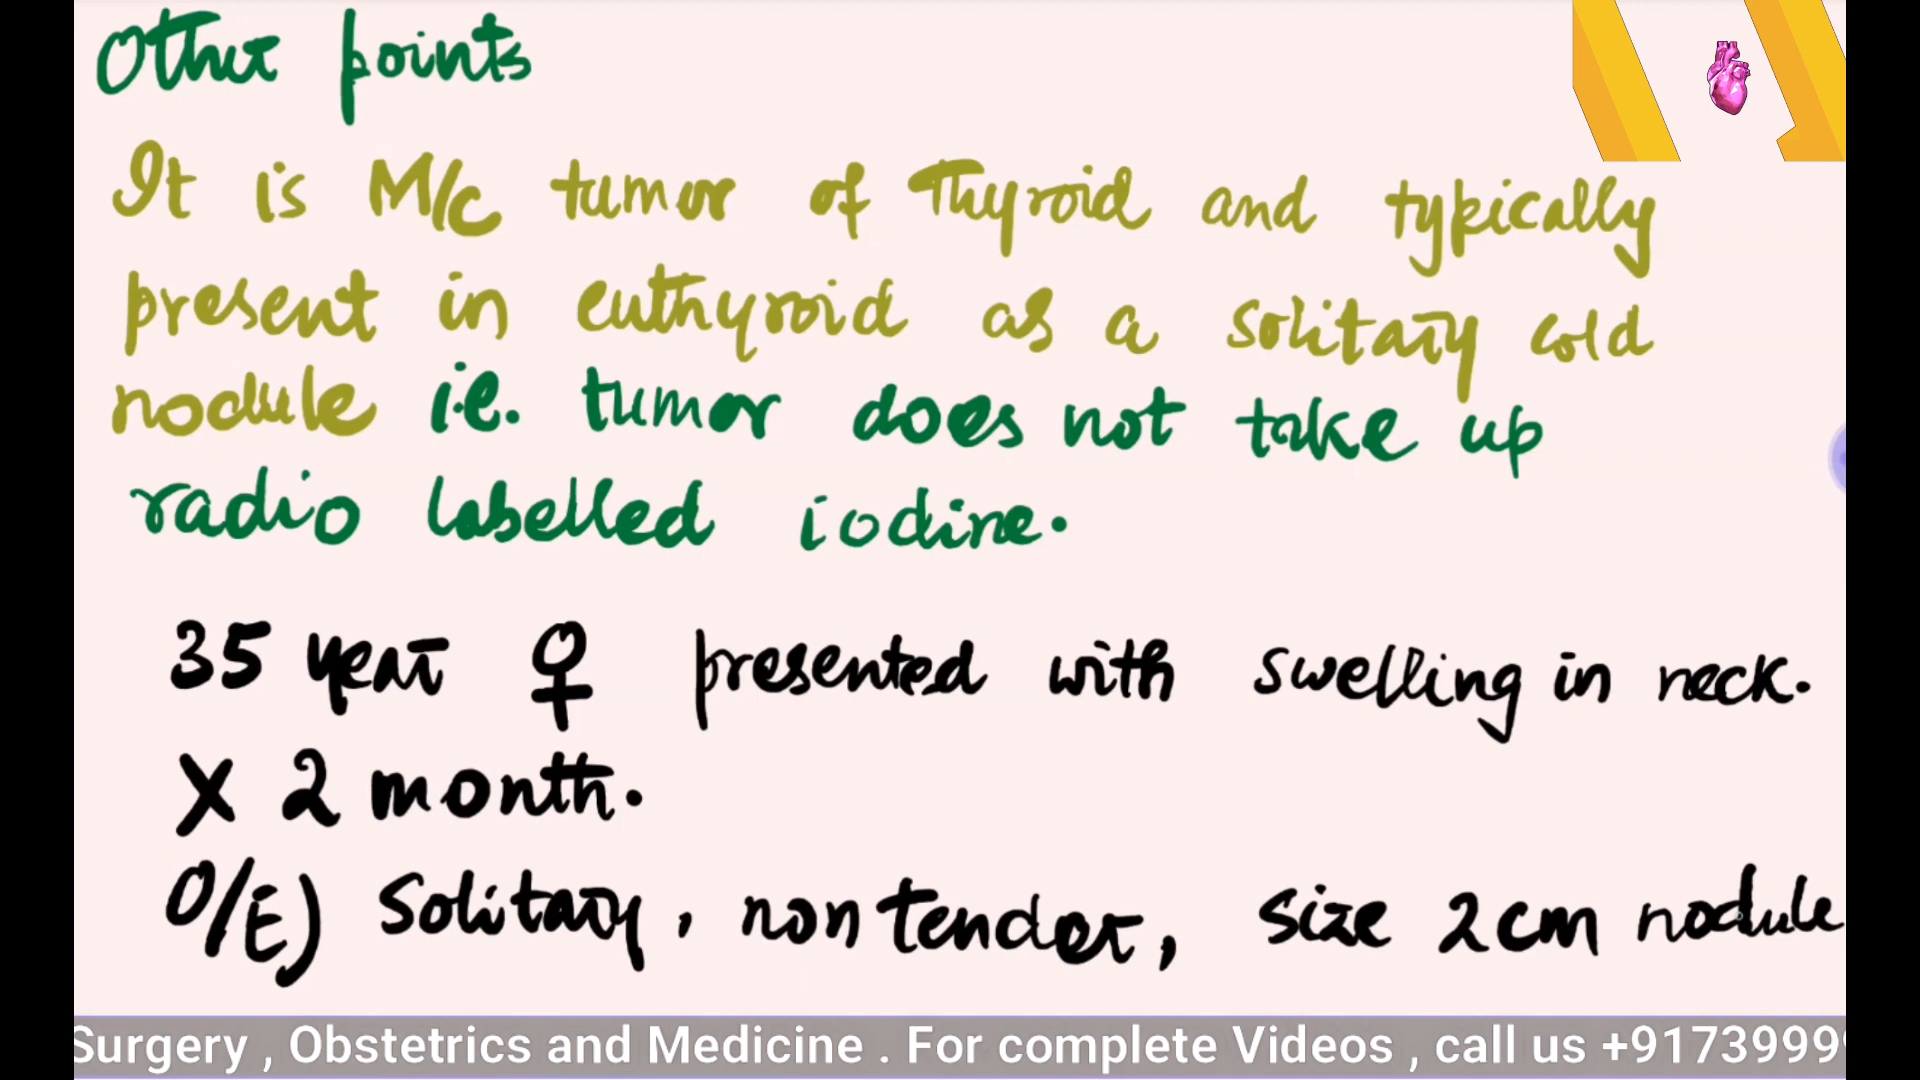 Other points
It is M/C tumor of Thyroid and typically
present in euthyroid as a solitary cold
nodule i.e. tumor does not take up
radio labelled iodine.
35 year ♀ presented with swelling in neck.
X 2 month.
O/E) Solitary, non tender, size 2cm nodule
Surgery , Obstetrics and Medicine . For complete Videos , call us +9173999